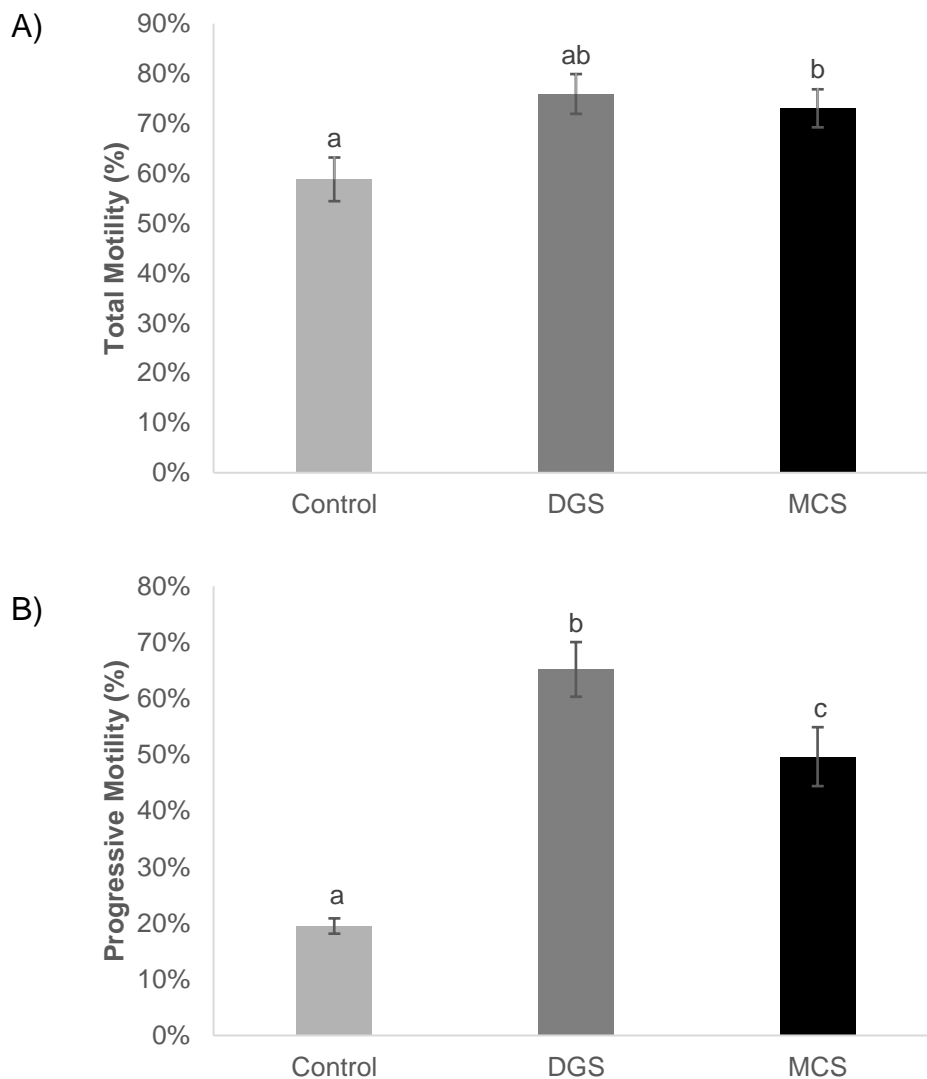 A)
Total Motility (%)
90%
80%
70%
60%
50%
40%
30%
20%
10%
0%
a
ab
b
Control DGS MCS
B)
Progressive Motility (%)
80%
70%
60%
50%
40%
30%
20%
10%
0%
a
b
c
Control DGS MCS